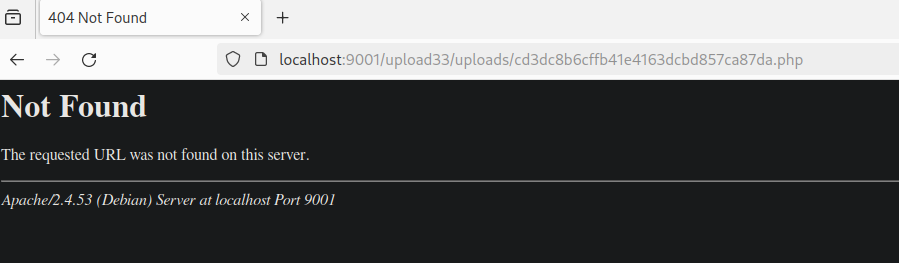 404 Not Found
localhost:9001/upload33/uploads/cd3dc8b6cffb41e4163dcbd857ca87da.php
Not Found
The requested URL was not found on this server.
Apache/2.4.53 (Debian) Server at localhost Port 9001